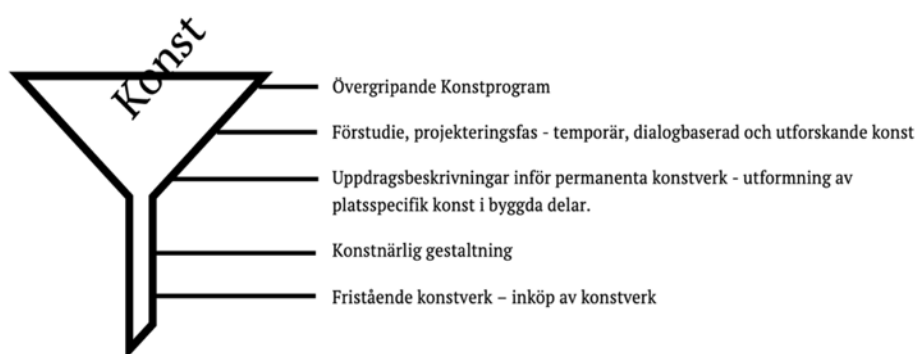 Konst
Övergripande Konstprogram
Förstudie, projekteringsfas - temporär, dialogbaserad och utforskande konst
Uppdragsbeskrivningar inför permanenta konstverk - utformning av
platsspecifik konst i byggda delar.
Konstnärlig gestaltning
Fristående konstverk – inköp av konstverk